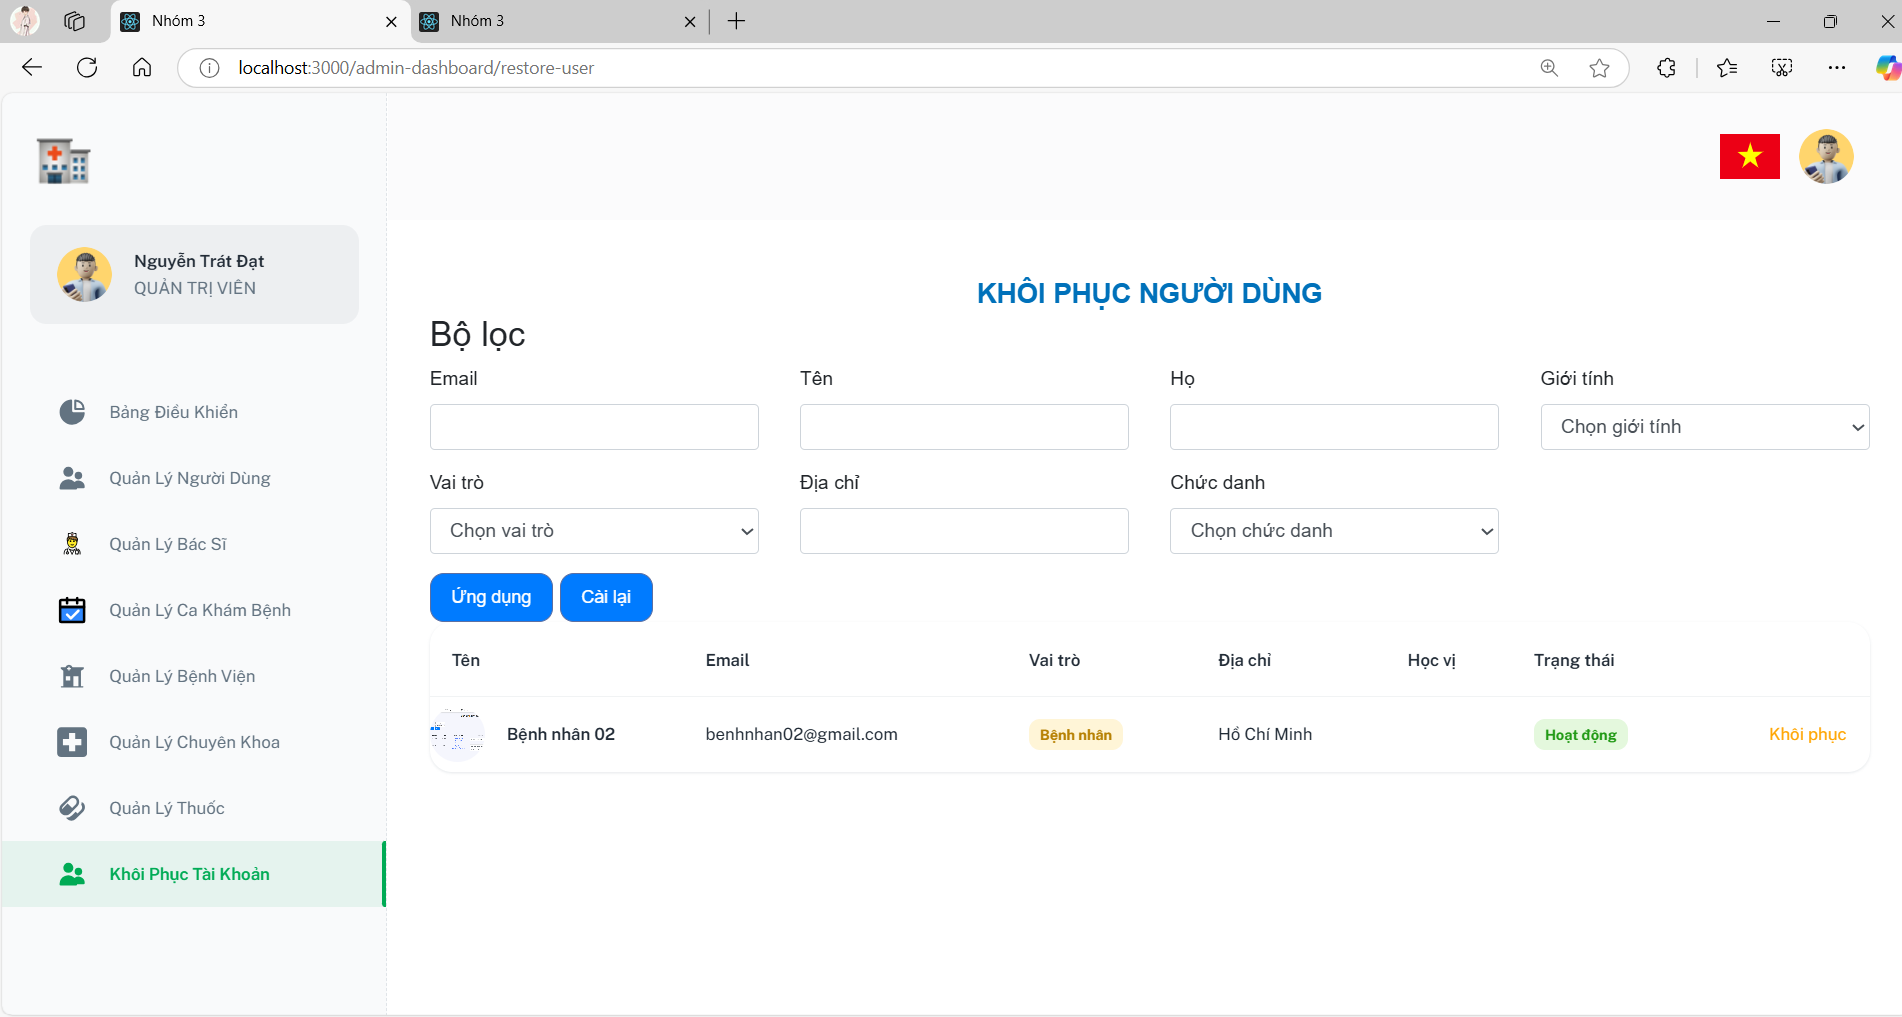 Nhóm 3
Nhóm 3
localhost:3000/admin-dashboard/restore-user
Nguyễn Trát Đạt
QUẢN TRỊ VIÊN
Bảng Điều Khiển
Quản Lý Người Dùng
Quản Lý Bác Sĩ
Quản Lý Ca Khám Bệnh
Quản Lý Bệnh Viện
Quản Lý Chuyên Khoa
Quản Lý Thuốc
Khôi Phục Tài Khoản
KHÔI PHỤC NGƯỜI DÙNG
Bộ lọc
Email Tên Họ Giới tính
Chọn giới tính
Vai trò Địa chỉ Chức danh
Chọn vai trò Chọn chức danh
Ứng dụng Cài lại
Tên Email Vai trò Địa chỉ Học vị Trạng thái
Bệnh nhân 02 benhnhan02@gmail.com Bệnh nhân Hồ Chí Minh Hoạt động Khôi phục